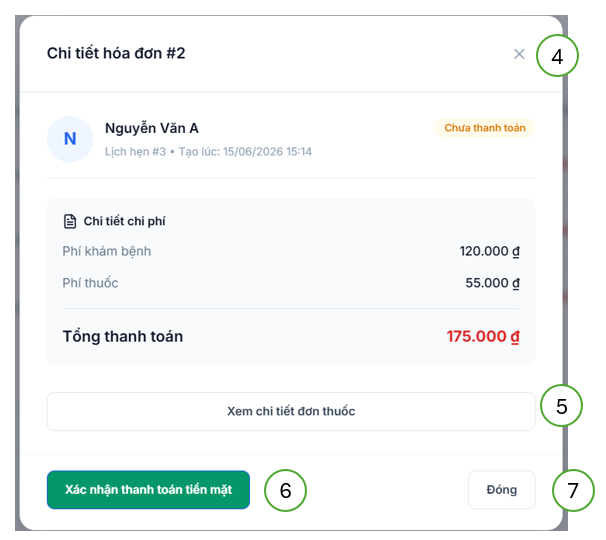 Chi tiết hóa đơn #2
4
N
Nguyễn Văn A
Chưa thanh toán
Lịch hẹn #3 • Tạo lúc: 15/06/2026 15:14
Chi tiết chi phí
Phí khám bệnh 120.000 ₫
Phí thuốc 55.000 ₫
Tổng thanh toán 175.000 ₫
Xem chi tiết đơn thuốc
5
Xác nhận thanh toán tiền mặt
6
Đóng
7